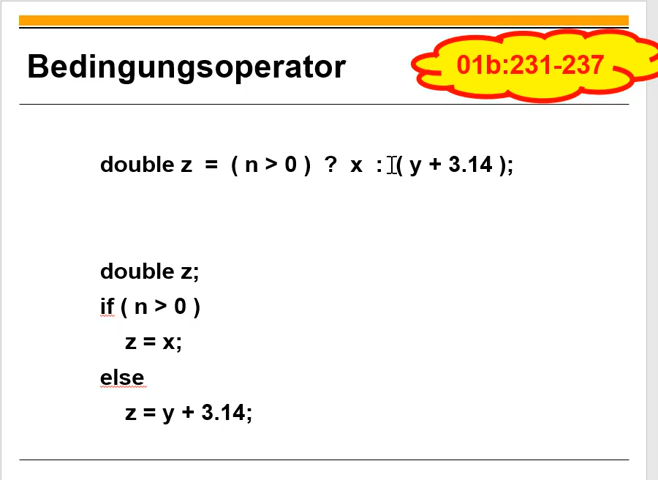 Bedingungsoperator
01b:231-237
double z = ( n > 0 ) ? x : ( y + 3.14 );
double z;
if ( n > 0 )
z = x;
else
z = y + 3.14;